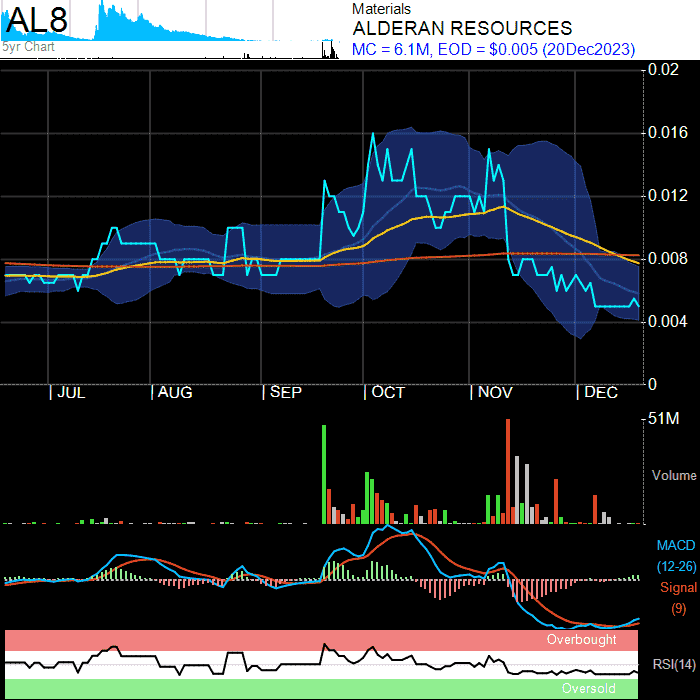 AL8
5yr Chart
Materials
ALDERAN RESOURCES
MC = 6.1M, EOD = $0.005 (20Dec2023)
0.02
0.016
0.012
0.008
0.004
0
| JUL | AUG | SEP | OCT | NOV | DEC
51M
Volume
MACD
(12-26)
Signal
(9)
Overbought
RSI(14)
Oversold